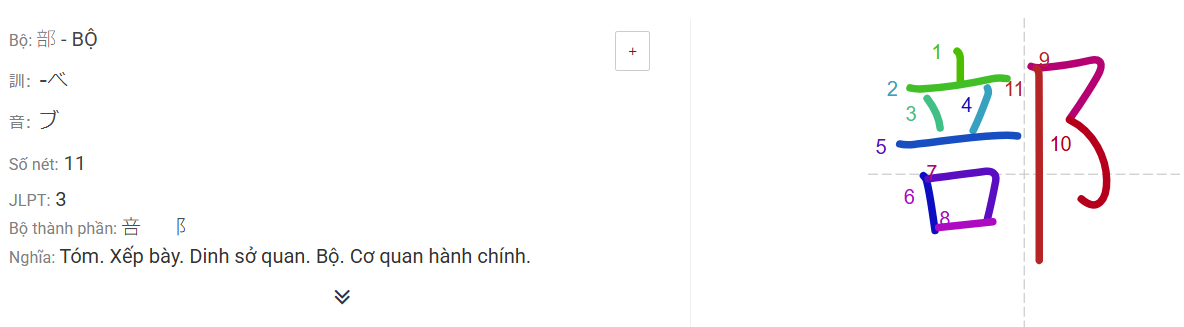 Bộ: 部 - BỘ
+
訓: -べ
音: ブ
Số nét: 11
JLPT: 3
Bộ thành phần: 咅 阝
Nghĩa: Tóm. Xếp bày. Dinh sở quan. Bộ. Cơ quan hành chính.
部
1
2
3
4
5
6
7
8
9
10
11